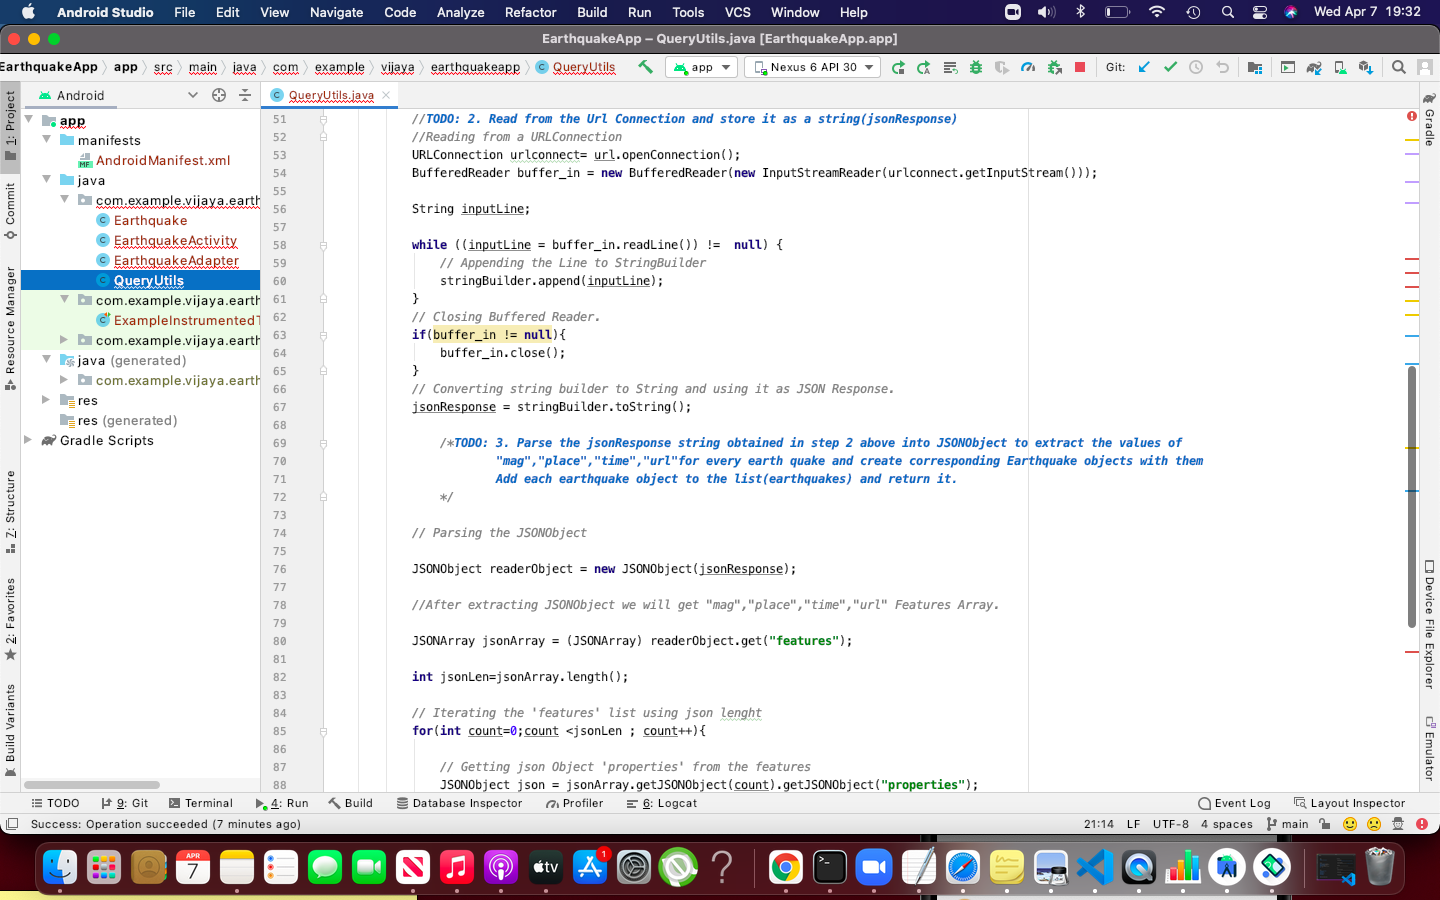 Android Studio File Edit View Navigate Code Analyze Refactor Build Run Tools VCS Window Help Wed Apr 7 19:32
EarthquakeApp – QueryUtils.java [EarthquakeApp.app]
EarthquakeApp app src main java com example vijaya earthquakeapp QueryUtils app Nexus 6 API 30 Git:
Android
QueryUtils.java
1: Project
Commit
Resource Manager
Z: Structure
2: Favorites
Build Variants
app
manifests
MF AndroidManifest.xml
java
com.example.vijaya.eart
C Earthquake
C EarthquakeActivity
C EarthquakeAdapter
C QueryUtils
com.example.vijaya.eart
ExampleInstrumentedT
com.example.vijaya.eart
java (generated)
com.example.vijaya.eart
res
res (generated)
Gradle Scripts
51 //TODO: 2. Read from the Url Connection and store it as a string(jsonResponse)
52 //Reading from a URLConnection
53 URLConnection urlconnect= url.openConnection();
54 BufferedReader buffer_in = new BufferedReader(new InputStreamReader(urlconnect.getInputStream()));
55
56 String inputLine;
57
58 while ((inputLine = buffer_in.readLine()) != null) {
59 // Appending the Line to StringBuilder
60 stringBuilder.append(inputLine);
61 }
62 // Closing Buffered Reader.
63 if(buffer_in != null){
64 buffer_in.close();
65 }
66 // Converting string builder to String and using it as JSON Response.
67 jsonResponse = stringBuilder.toString();
68
69 /*TODO: 3. Parse the jsonResponse string obtained in step 2 above into JSONObject to extract the values of
70 "mag","place","time","url"for every earth quake and create corresponding Earthquake objects with them
71 Add each earthquake object to the list(earthquakes) and return it.
72 */
73
74 // Parsing the JSONObject
75
76 JSONObject readerObject = new JSONObject(jsonResponse);
77
78 //After extracting JSONObject we will get "mag","place","time","url" Features Array.
79
80 JSONArray jsonArray = (JSONArray) readerObject.get("features");
81
82 int jsonLen=jsonArray.length();
83
84 // Iterating the 'features' list using json lenght
85 for(int count=0;count <jsonLen ; count++){
86
87 // Getting json Object 'properties' from the features
88 JSONObject json = jsonArray.getJSONObject(count).getJSONObject("properties");
Gradle
Device File Explorer
Emulator
TODO 9: Git Terminal 4: Run Build Database Inspector Profiler 6: Logcat Event Log Layout Inspector
Success: Operation succeeded (7 minutes ago) 21:14 LF UTF-8 4 spaces main
APR
7
tv
1